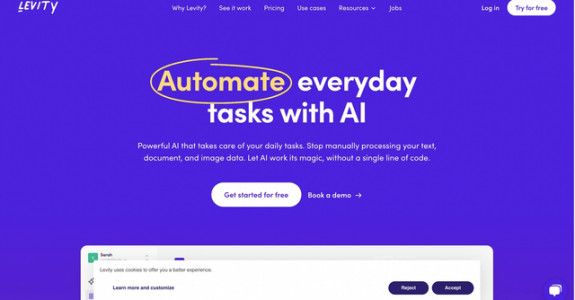 LEVITY
Why Levity? See it work Pricing Use cases Resources Jobs Log in Try for free
Automate everyday
tasks with AI
Powerful AI that takes care of your daily tasks. Stop manually processing your text,
document, and image data. Let AI work its magic, without a single line of code.
Get started for free Book a demo →
Sarah
Levity uses cookies to offer you a better experience.
Learn more and customize Reject Accept